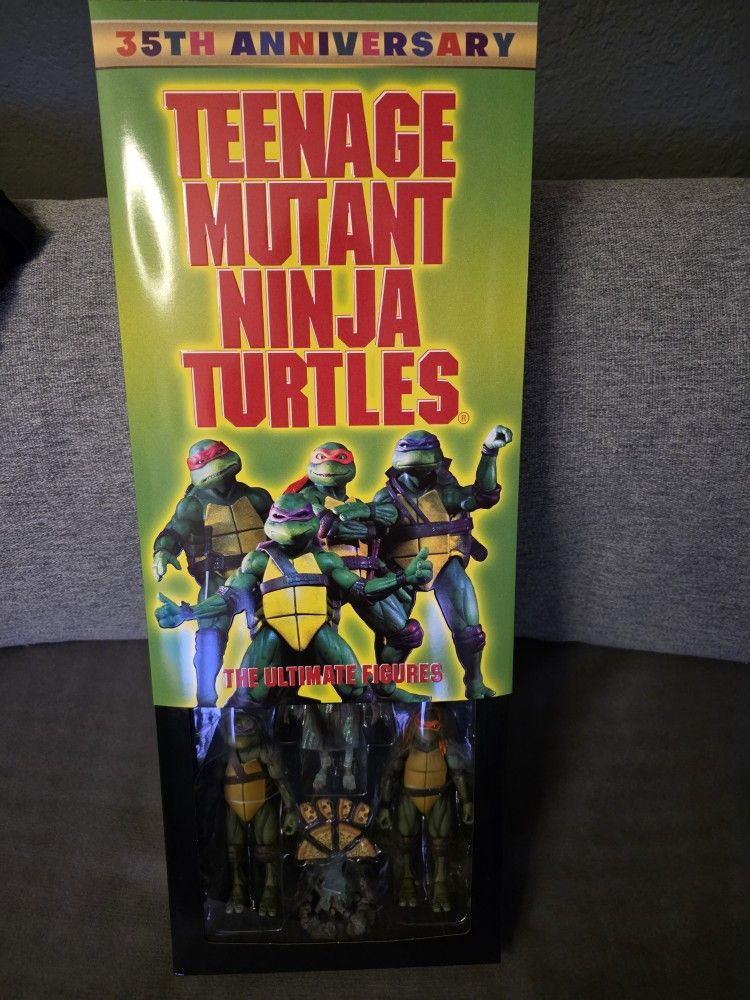 35TH ANNIVERSARY
TEENAGE
MUTANT
NINJA
TURTLES®
THE ULTIMATE FIGURES